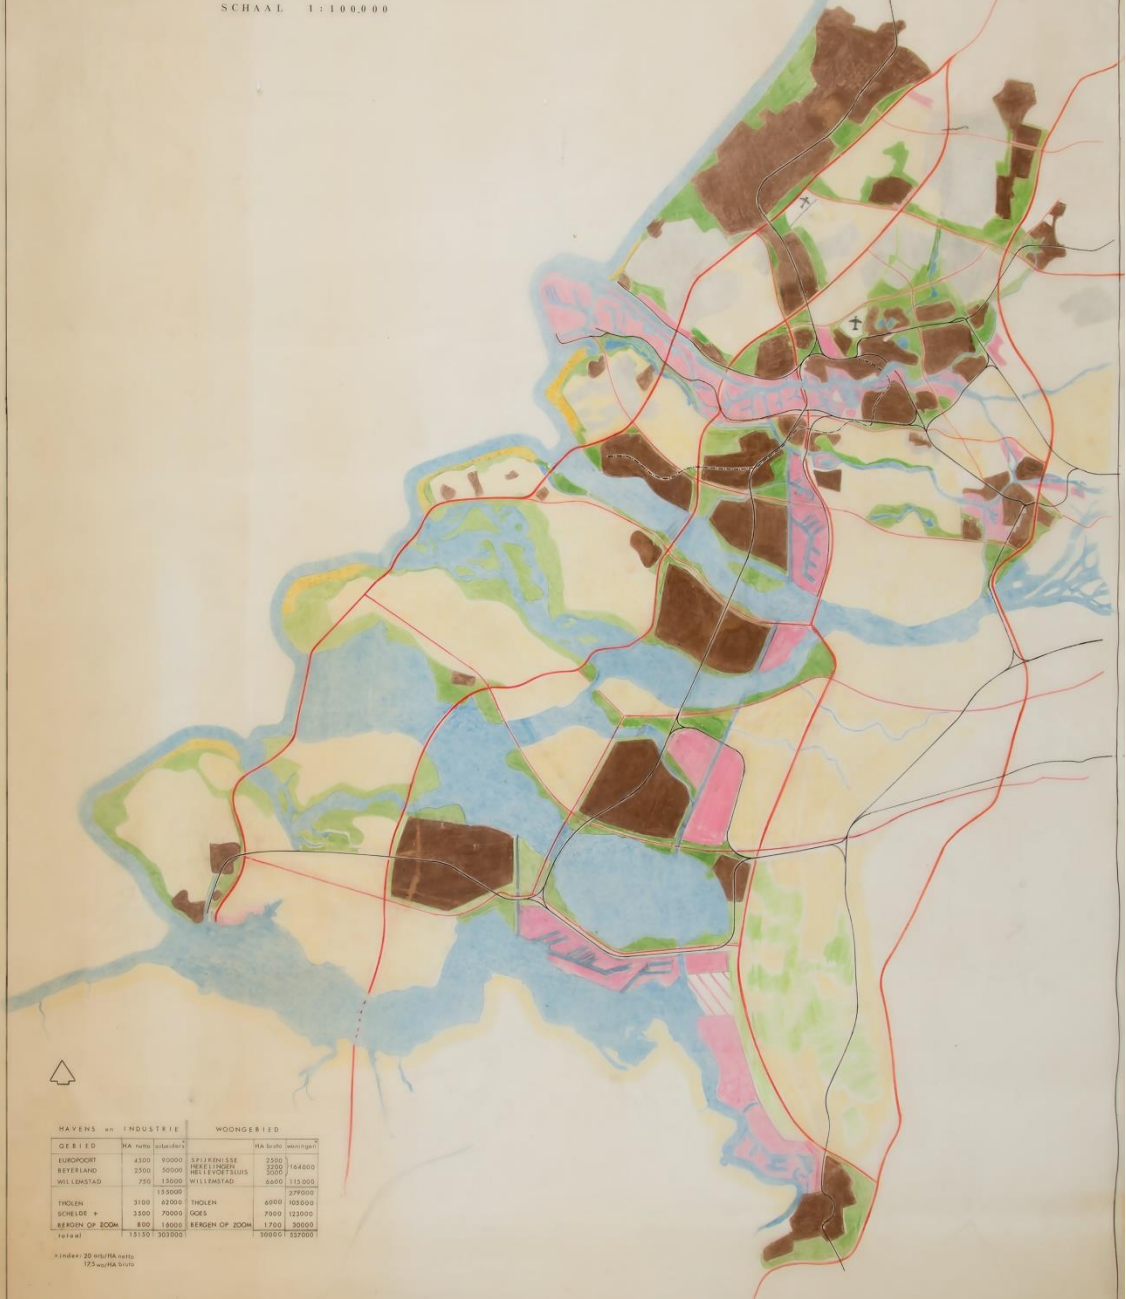 SCHAAL 1:100.000
HAVENS en INDUSTRIE WOONGEBIED
GEBIED HA netto arbeiders* HA bruto woningen*
EUROPOORT 4500 90000 SPIJKENISSE 2500
HEKELINGEN 3200 164000
BEYERLAND 2500 50000 HELLEVOETSLUIS 5000
WILLEMSTAD 750 15000 WILLEMSTAD 6600 115000
155000 279000
THOLEN 3100 62000 THOLEN 6000 105000
SCHELDE + 3500 70000 GOES 7000 123000
BERGEN OP ZOOM 800 16000 BERGEN OP ZOOM 1700 30000
totaal 15150 303000 30000 537000
*index: 20 arb/HA netto
17,5 wo/HA bruto